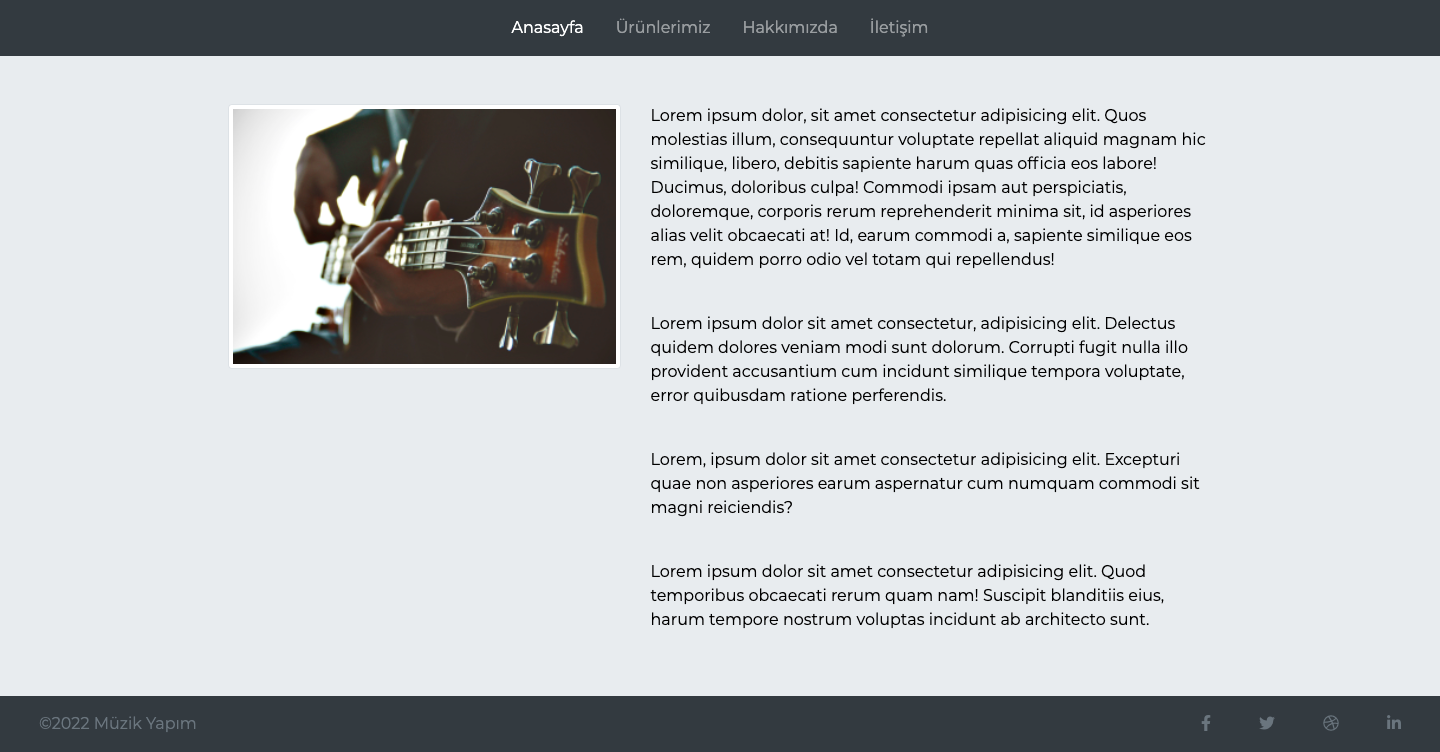 Anasayfa Ürünlerimiz Hakkımızda İletişim
Lorem ipsum dolor, sit amet consectetur adipisicing elit. Quos
molestias illum, consequuntur voluptate repellat aliquid magnam hic
similique, libero, debitis sapiente harum quas officia eos labore!
Ducimus, doloribus culpa! Commodi ipsam aut perspiciatis,
doloremque, corporis rerum reprehenderit minima sit, id asperiores
alias velit obcaecati at! Id, earum commodi a, sapiente similique eos
rem, quidem porro odio vel totam qui repellendus!
Lorem ipsum dolor sit amet consectetur, adipisicing elit. Delectus
quidem dolores veniam modi sunt dolorum. Corrupti fugit nulla illo
provident accusantium cum incidunt similique tempora voluptate,
error quibusdam ratione perferendis.
Lorem, ipsum dolor sit amet consectetur adipisicing elit. Excepturi
quae non asperiores earum aspernatur cum numquam commodi sit
magni reiciendis?
Lorem ipsum dolor sit amet consectetur adipisicing elit. Quod
temporibus obcaecati rerum quam nam! Suscipit blanditiis eius,
harum tempore nostrum voluptas incidunt ab architecto sunt.
©2022 Müzik Yapım